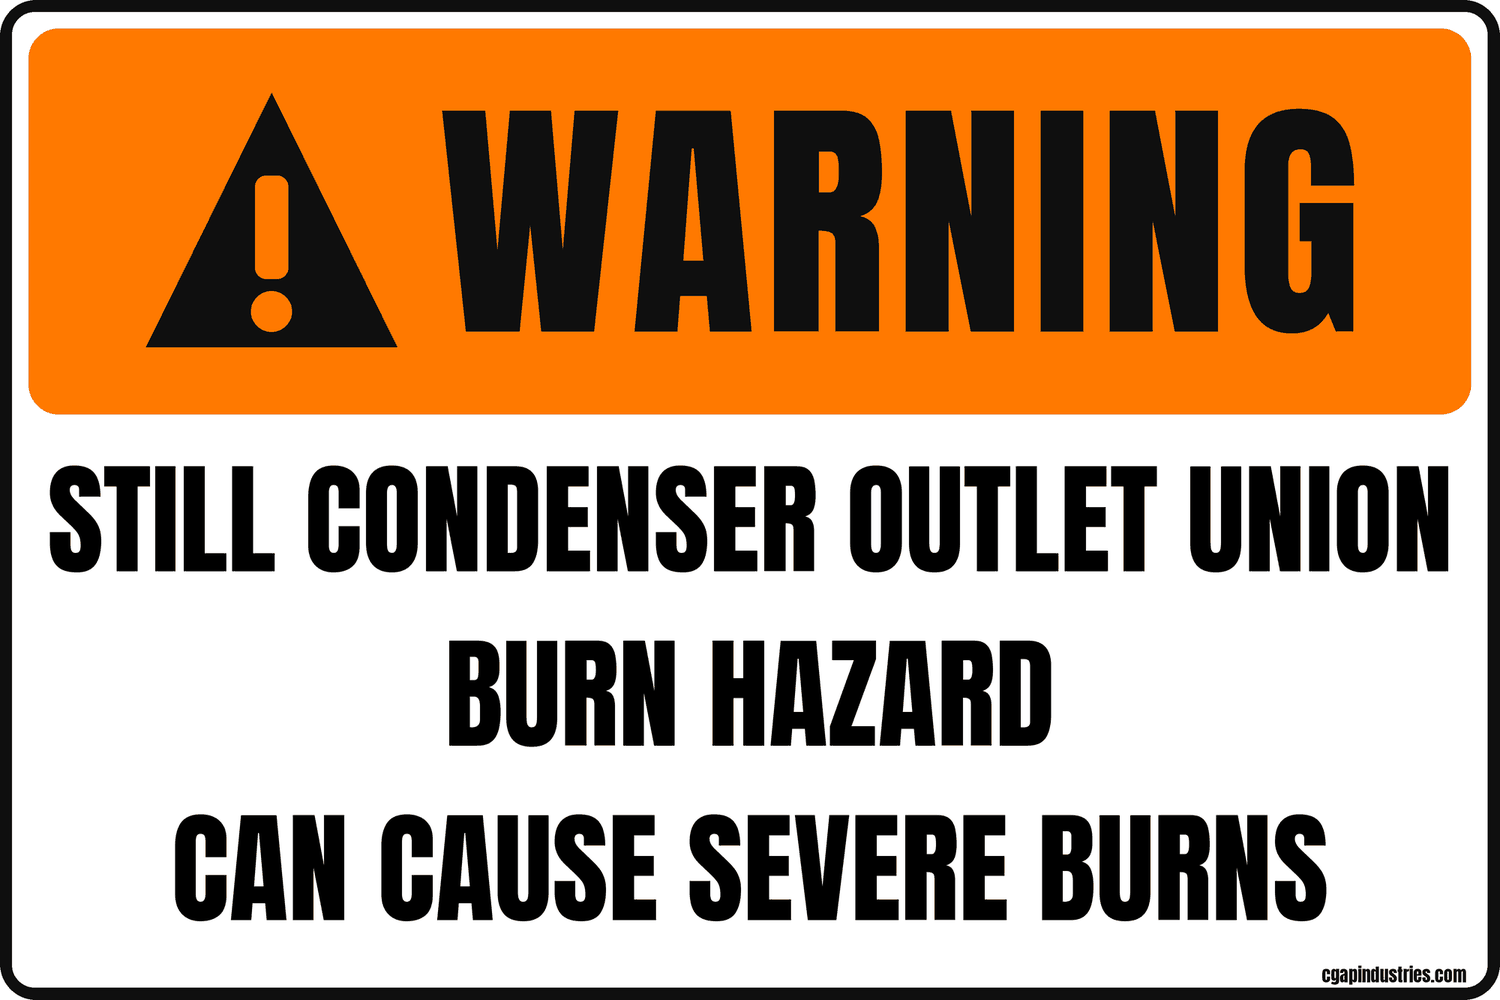 WARNING
STILL CONDENSER OUTLET UNION
BURN HAZARD
CAN CAUSE SEVERE BURNS
cgapindustries.com